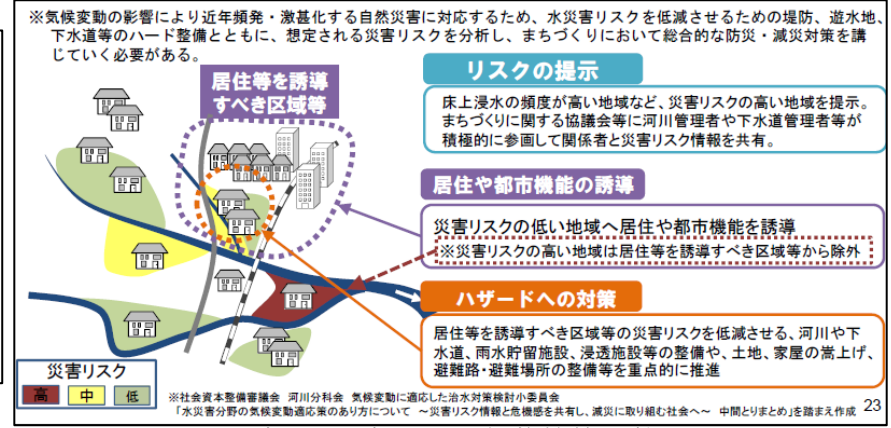 ※気候変動の影響により近年頻発・激甚化する自然災害に対応するため、水災害リスクを低減させるための堤防、遊水地、
下水道等のハード整備とともに、想定される災害リスクを分析し、まちづくりにおいて総合的な防災・減災対策を講
じていく必要がある。
居住等を誘導
すべき区域等
リスクの提示
床上浸水の頻度が高い地域など、災害リスクの高い地域を提示。
まちづくりに関する協議会等に河川管理者や下水道管理者等が
積極的に参画して関係者と災害リスク情報を共有。
居住や都市機能の誘導
災害リスクの低い地域へ居住や都市機能を誘導
※災害リスクの高い地域は居住等を誘導すべき区域等から除外
ハザードへの対策
居住等を誘導すべき区域等の災害リスクを低減させる、河川や下
水道、雨水貯留施設、浸透施設等の整備や、土地、家屋の嵩上げ、
避難路・避難場所の整備等を重点的に推進
災害リスク
高 中 低
※社会資本整備審議会 河川分科会 気候変動に適応した治水対策検討小委員会
「水災害分野の気候変動適応策のあり方について ~災害リスク情報と危機感を共有し、減災に取り組む社会へ~ 中間とりまとめ」を踏まえ作成
23